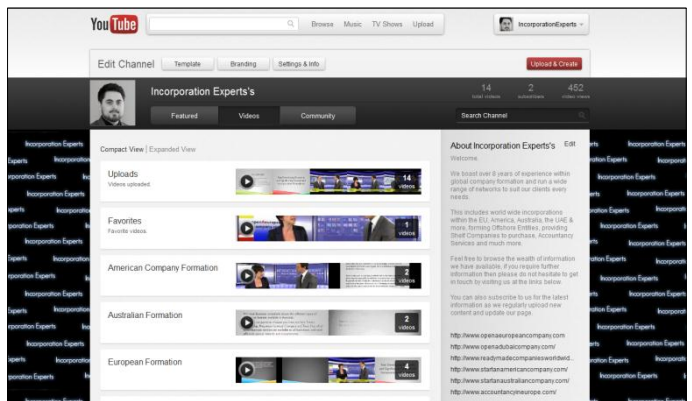 YouTube
Browse Music TV Shows Upload
IncorporationExperts
Edit Channel
Template
Branding
Settings & Info
Upload & Create
Incorporation Experts's
14
total videos
2
subscribers
452
video views
Featured
Videos
Community
Search Channel
Compact View | Expanded View
Uploads
Videos uploaded.
14
videos
Favorites
Favorite videos.
1
videos
American Company Formation
2
videos
Australian Formation
2
videos
European Formation
4
videos
About Incorporation Experts's Edit
Welcome
We boast over 8 years of experience within
global company formation and run a wide
range of networks to suit our clients every
needs.
This includes world wide incorporations
within the EU, America, Australia, the UAE &
more, forming Offshore Entities, providing
Shelf Companies to purchase, Accountancy
Services and much more.
Feel free to browse the wealth of information
we have available, if you require further
information then please do not hesitate to get
in touch by visiting us at the links below.
You can also subscribe to us for the latest
information as we regularly upload new
content and update our page.
http://www.openaeuropeancompany.com
http://www.openadubaicompany.com/
http://www.readymadecompaniesworldwid...
http://www.startanamericancompany.com/
http://www.startanaustraliancompany.com/
http://www.accountancyineurope.com/
Incorporation Experts